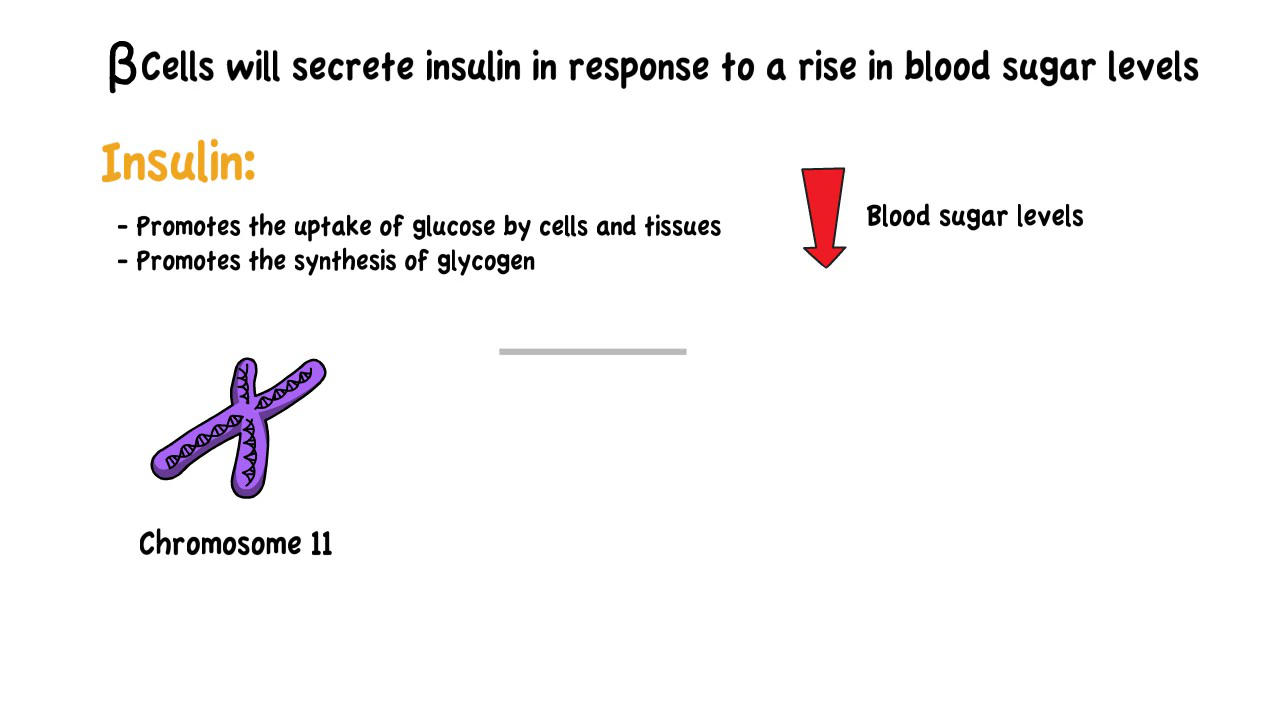 βCells will secrete insulin in response to a rise in blood sugar levels
Insulin:
- Promotes the uptake of glucose by cells and tissues
- Promotes the synthesis of glycogen
Blood sugar levels
Chromosome 11